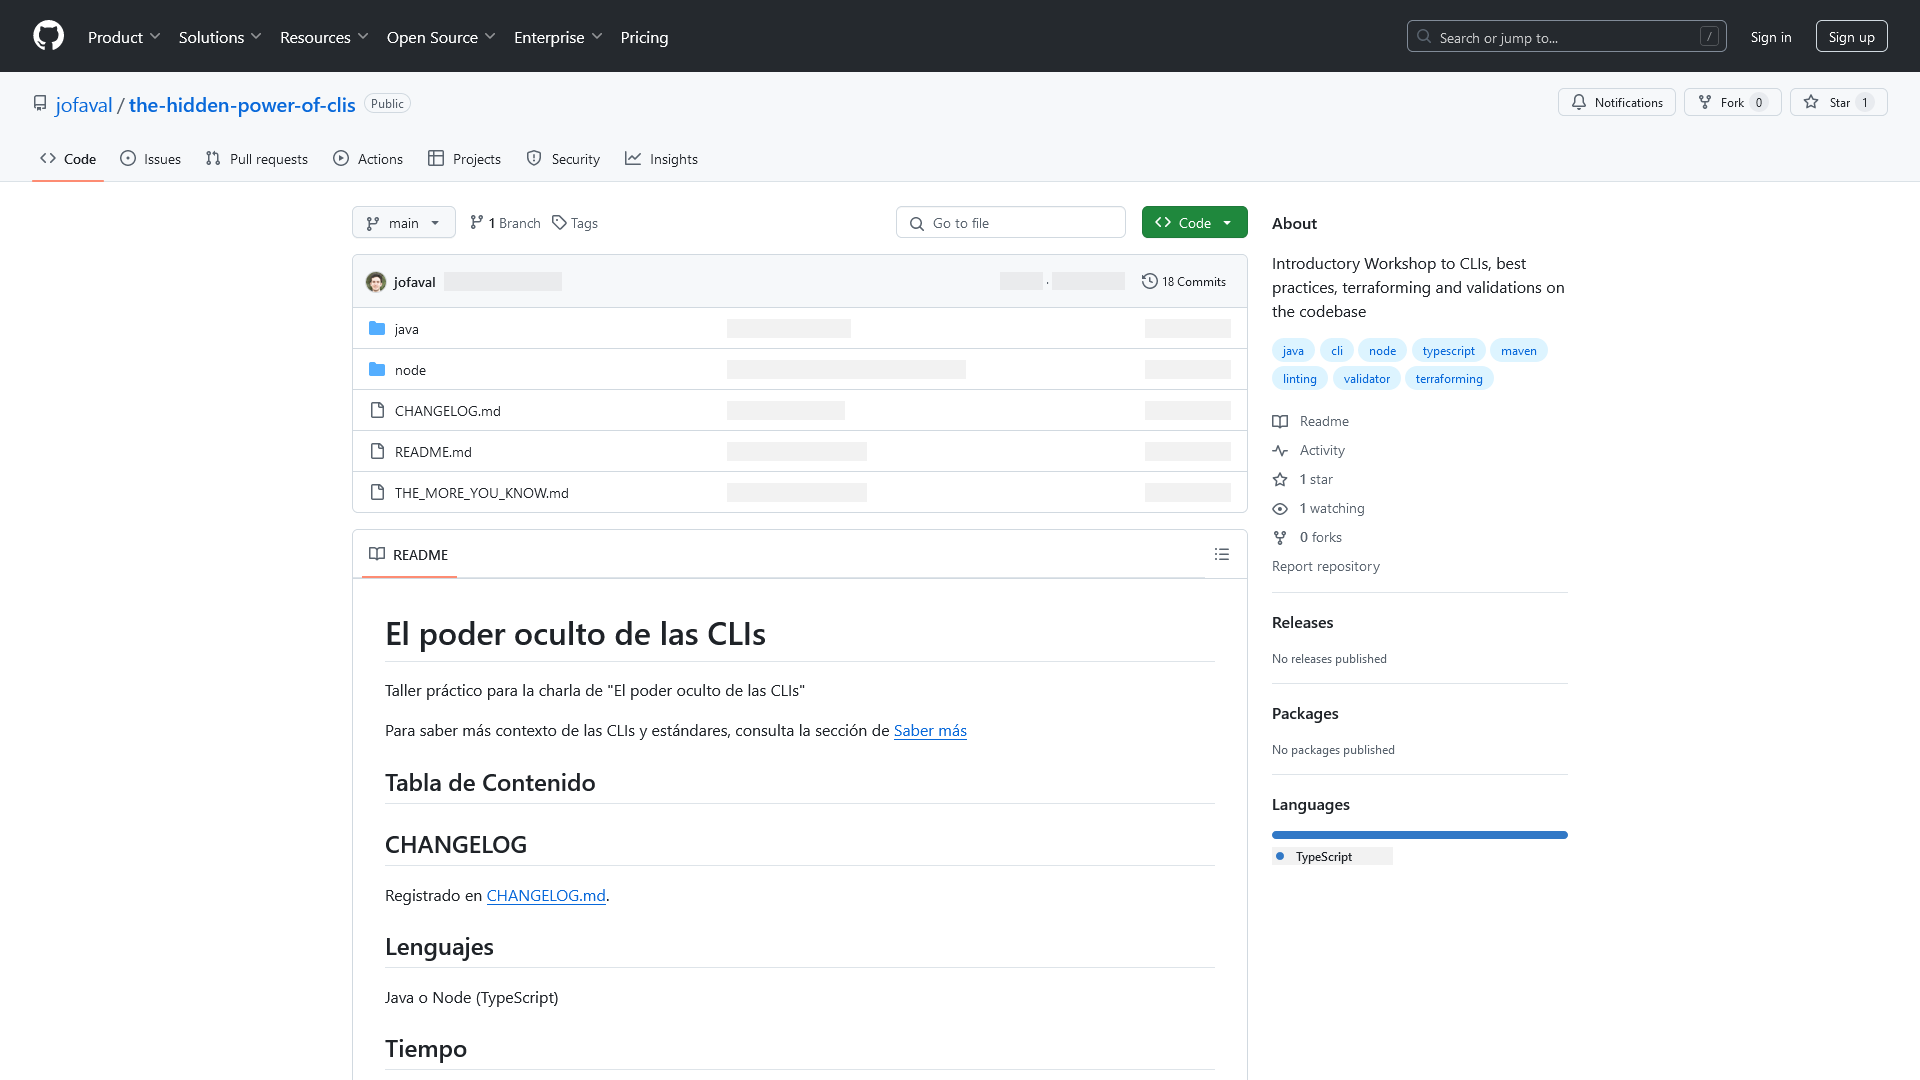 Product Solutions Resources Open Source Enterprise Pricing Search or jump to... / Sign in Sign up
jofaval / the-hidden-power-of-clis Public Notifications Fork 0 Star 1
Code Issues Pull requests Actions Projects Security Insights
main 1 Branch Tags Go to file Code
jofaval · 18 Commits
java
node
CHANGELOG.md
README.md
THE_MORE_YOU_KNOW.md
README
El poder oculto de las CLIs
Taller práctico para la charla de "El poder oculto de las CLIs"
Para saber más contexto de las CLIs y estándares, consulta la sección de Saber más
Tabla de Contenido
CHANGELOG
Registrado en CHANGELOG.md.
Lenguajes
Java o Node (TypeScript)
Tiempo
About
Introductory Workshop to CLIs, best
practices, terraforming and validations on
the codebase
java cli node typescript maven
linting validator terraforming
Readme
Activity
1 star
1 watching
0 forks
Report repository
Releases
No releases published
Packages
No packages published
Languages
TypeScript